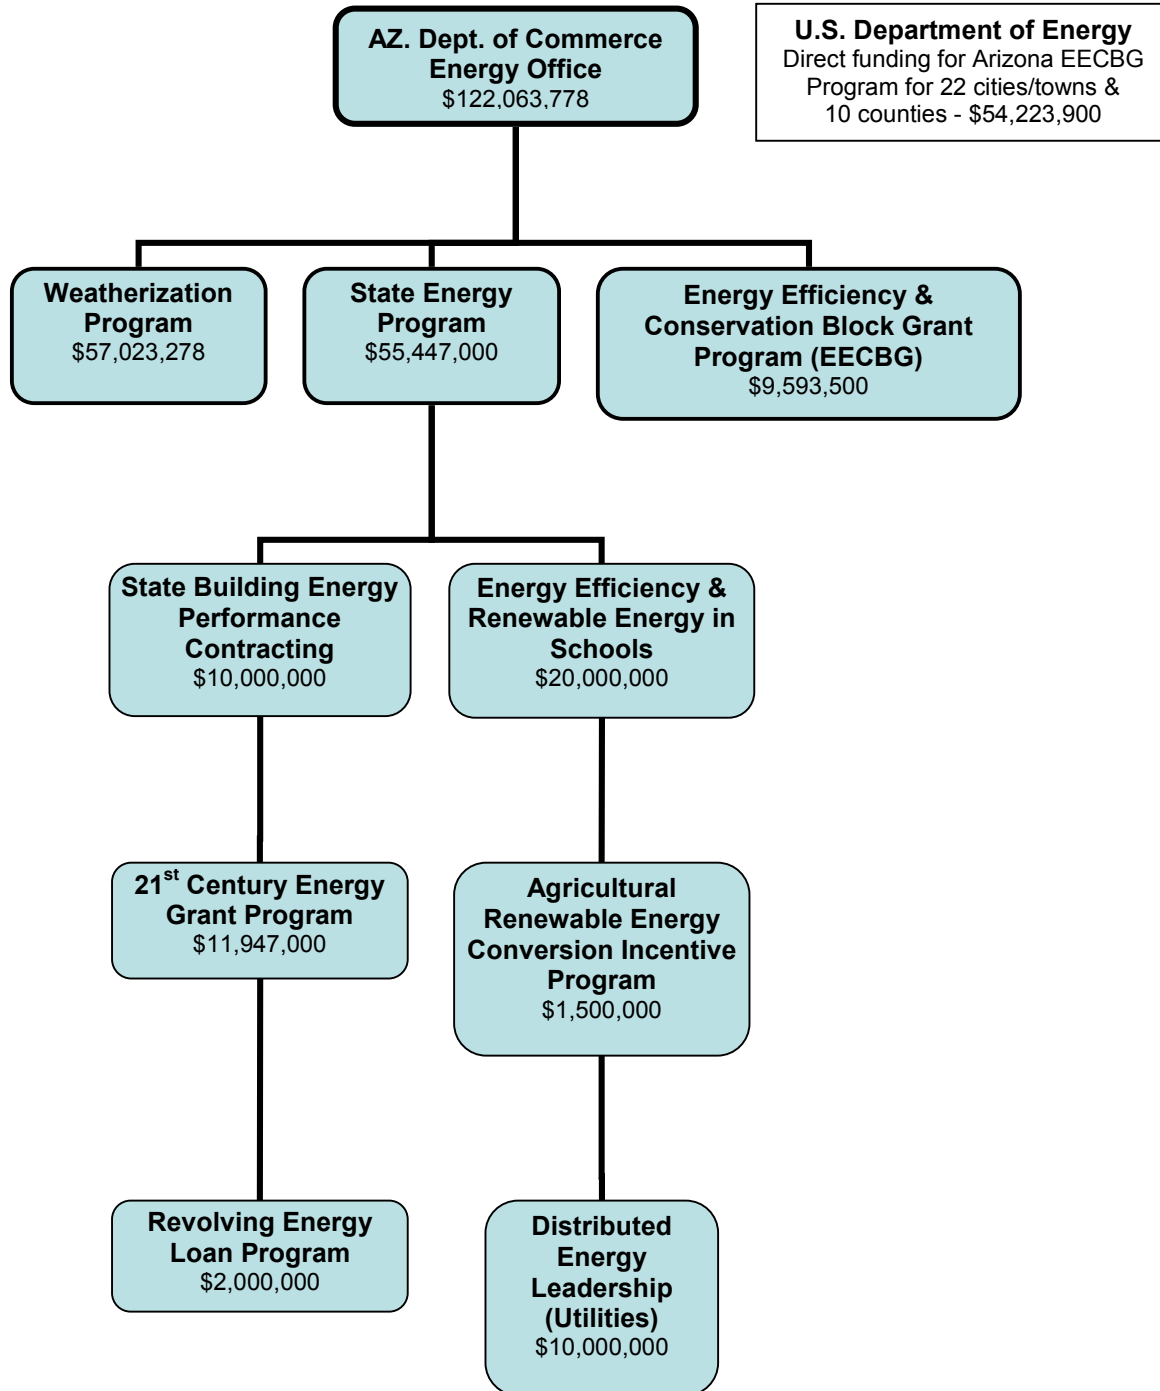 AZ. Dept. of Commerce
Energy Office
$122,063,778
U.S. Department of Energy
Direct funding for Arizona EECBG
Program for 22 cities/towns &
10 counties - $54,223,900
Weatherization
Program
$57,023,278
State Energy
Program
$55,447,000
Energy Efficiency &
Conservation Block Grant
Program (EECBG)
$9,593,500
State Building Energy
Performance
Contracting
$10,000,000
Energy Efficiency &
Renewable Energy in
Schools
$20,000,000
21st Century Energy
Grant Program
$11,947,000
Agricultural
Renewable Energy
Conversion Incentive
Program
$1,500,000
Revolving Energy
Loan Program
$2,000,000
Distributed
Energy
Leadership
(Utilities)
$10,000,000